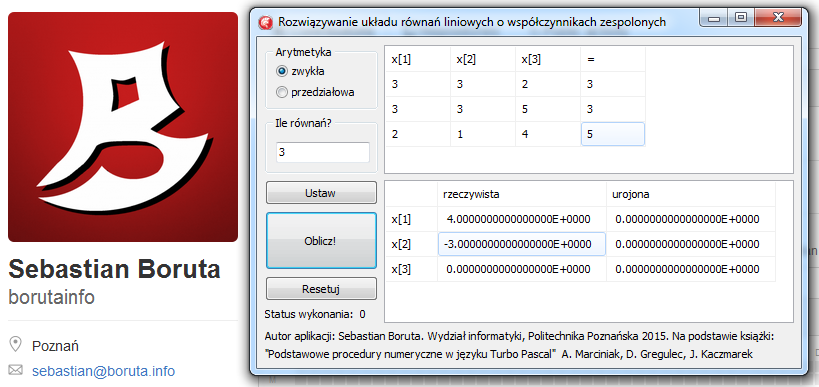 Sebastian Boruta
borutainfo
Poznań
sebastian@boruta.info
Rozwiązywanie układu równań liniowych o współczynnikach zespolonych
Arytmetyka
zwykła
przedziałowa
Ile równań?
3
Ustaw
Oblicz!
Resetuj
Status wykonania: 0
x[1] x[2] x[3] =
3 3 2 3
3 3 5 3
2 1 4 5
rzeczywista urojona
x[1] 4.0000000000000000E+0000 0.0000000000000000E+0000
x[2] -3.0000000000000000E+0000 0.0000000000000000E+0000
x[3] 0.0000000000000000E+0000 0.0000000000000000E+0000
Autor aplikacji: Sebastian Boruta. Wydział informatyki, Politechnika Poznańska 2015. Na podstawie książki:
"Podstawowe procedury numeryczne w języku Turbo Pascal" A. Marciniak, D. Gregulec, J. Kaczmarek